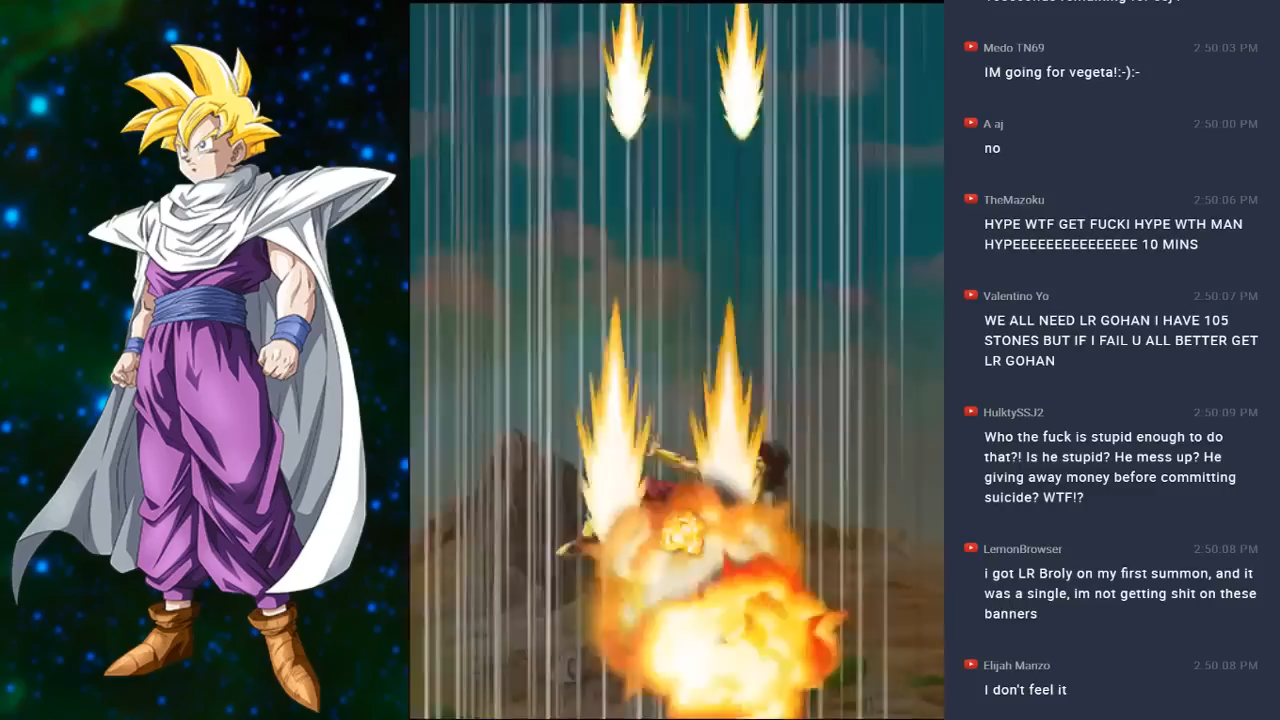 Medo TN69 2:50:03 PM
IM going for vegeta!:-):-
A aj 2:50:00 PM
no
TheMazoku 2:50:06 PM
HYPE WTF GET FUCKI HYPE WTH MAN
HYPEEEEEEEEEEEEEEE 10 MINS
Valentino Yo 2:50:07 PM
WE ALL NEED LR GOHAN I HAVE 105
STONES BUT IF I FAIL U ALL BETTER GET
LR GOHAN
HulktySSJ2 2:50:09 PM
Who the fuck is stupid enough to do
that?! Is he stupid? He mess up? He
giving away money before committing
suicide? WTF!?
LemonBrowser 2:50:08 PM
i got LR Broly on my first summon, and it
was a single, im not getting shit on these
banners
Elijah Manzo 2:50:08 PM
I don't feel it